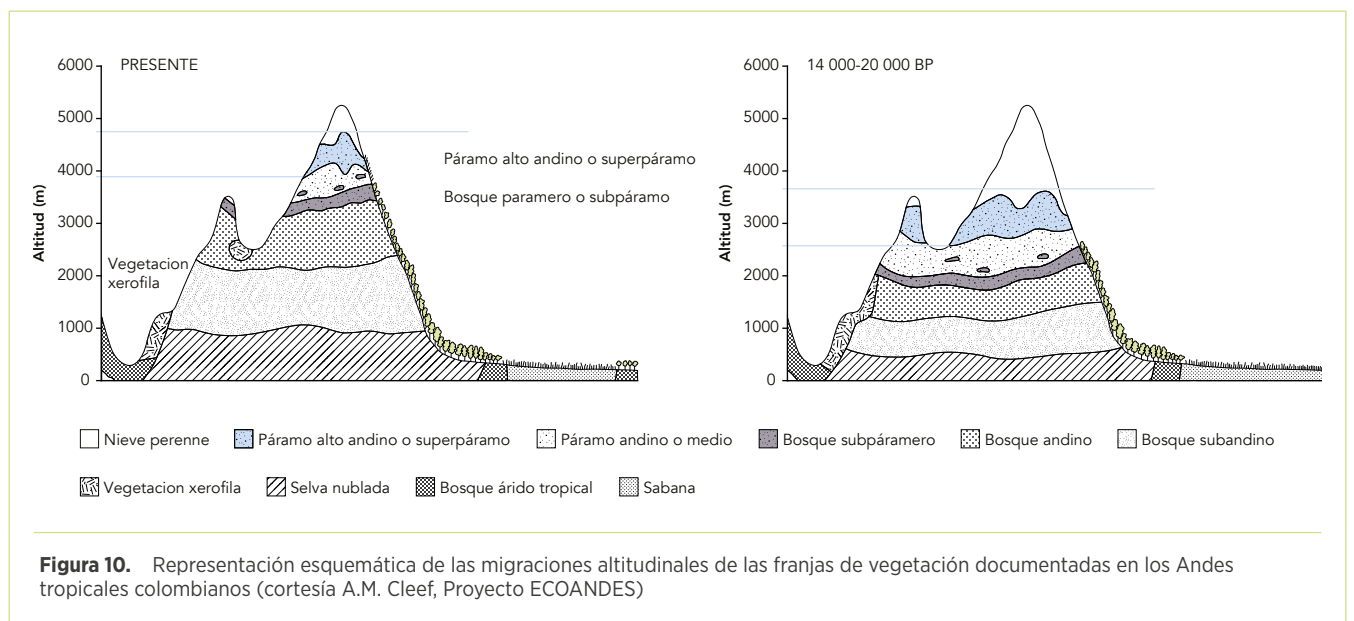 PRESENTE
6000
5000
4000
3000
2000
1000
0
Altitud (m)
Páramo alto andino o superpáramo
Bosque paramero o subpáramo
Vegetacion
xerofila
14 000-20 000 BP
6000
5000
4000
3000
2000
1000
0
Altitud (m)
Nieve perenne
Páramo alto andino o superpáramo
Páramo andino o medio
Bosque subpáramero
Bosque andino
Bosque subandino
Vegetacion xerofila
Selva nublada
Bosque árido tropical
Sabana
Figura 10. Representación esquemática de las migraciones altitudinales de las franjas de vegetación documentadas en los Andes
tropicales colombianos (cortesía A.M. Cleef, Proyecto ECOANDES)